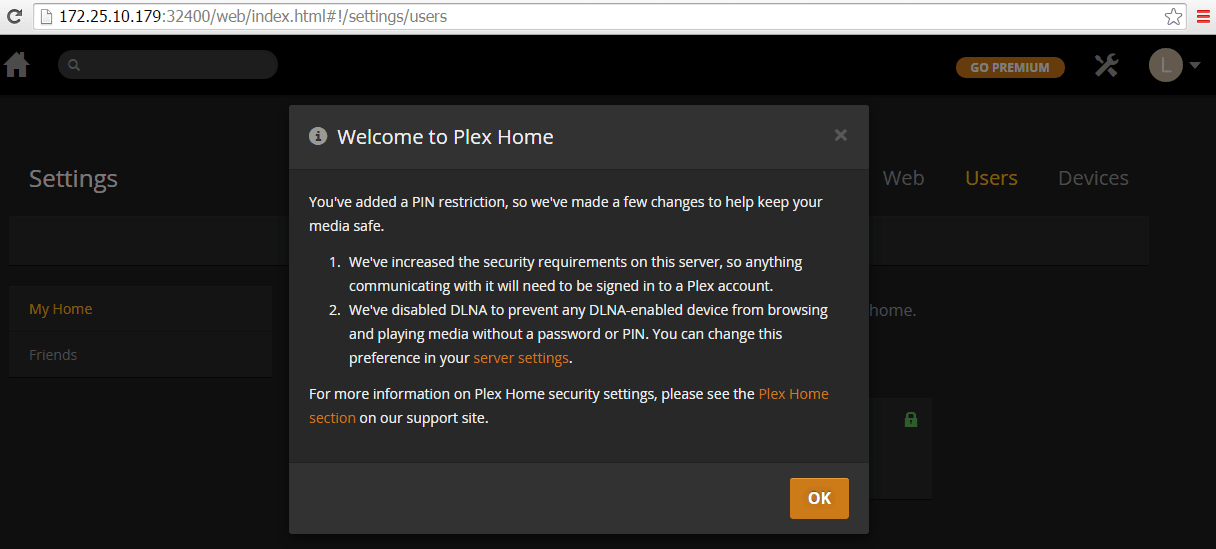 172.25.10.179:32400/web/index.html#!/settings/users
GO PREMIUM
L
Welcome to Plex Home
×
Settings
Web
Users
Devices
You've added a PIN restriction, so we've made a few changes to help keep your
media safe.
1. We've increased the security requirements on this server, so anything
communicating with it will need to be signed in to a Plex account.
2. We've disabled DLNA to prevent any DLNA-enabled device from browsing
and playing media without a password or PIN. You can change this
preference in your server settings.
My Home
home.
Friends
For more information on Plex Home security settings, please see the Plex Home
section on our support site.
OK